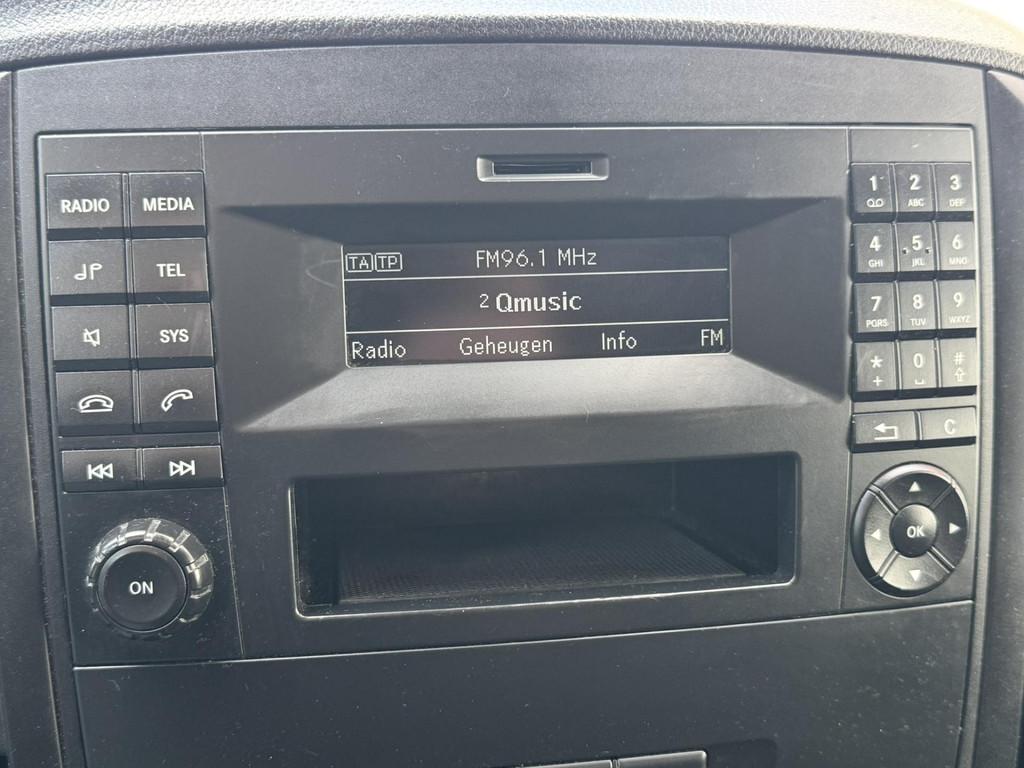 RADIO MEDIA
TEL
SYS
ON
TA TP FM96.1 MHz
2 Qmusic
Radio Geheugen Info FM
1 2 3
ABC DEF
4 5 6
GHI JKL MNO
7 8 9
PQRS TUV WXYZ
* 0 #
+
C
OK